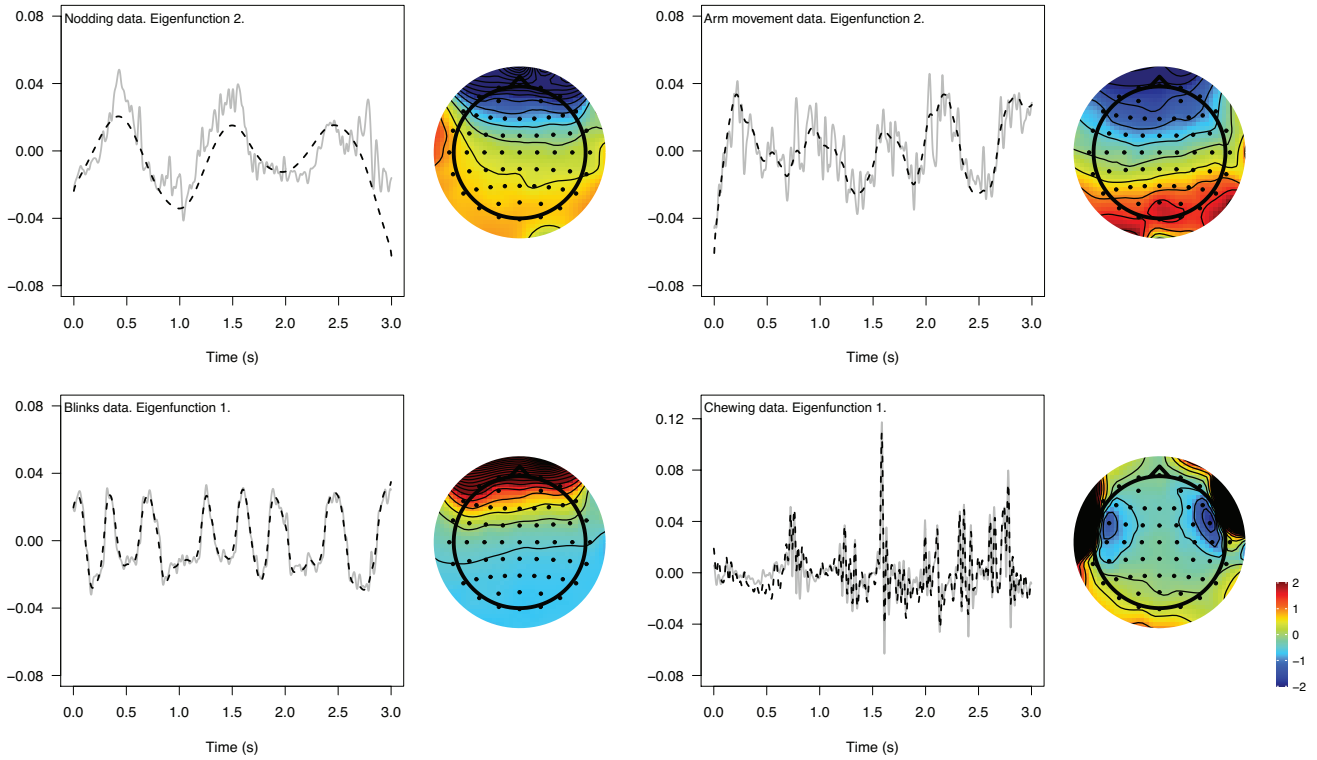 Nodding data. Eigenfunction 2.
0.08
0.04
0.00
−0.04
−0.08
0.0 0.5 1.0 1.5 2.0 2.5 3.0
Time (s)
Arm movement data. Eigenfunction 2.
0.08
0.04
0.00
−0.04
−0.08
0.0 0.5 1.0 1.5 2.0 2.5 3.0
Time (s)
Blinks data. Eigenfunction 1.
0.08
0.04
0.00
−0.04
−0.08
0.0 0.5 1.0 1.5 2.0 2.5 3.0
Time (s)
Chewing data. Eigenfunction 1.
0.12
0.08
0.04
0.00
−0.04
−0.08
0.0 0.5 1.0 1.5 2.0 2.5 3.0
Time (s)
2
1
0
−1
−2